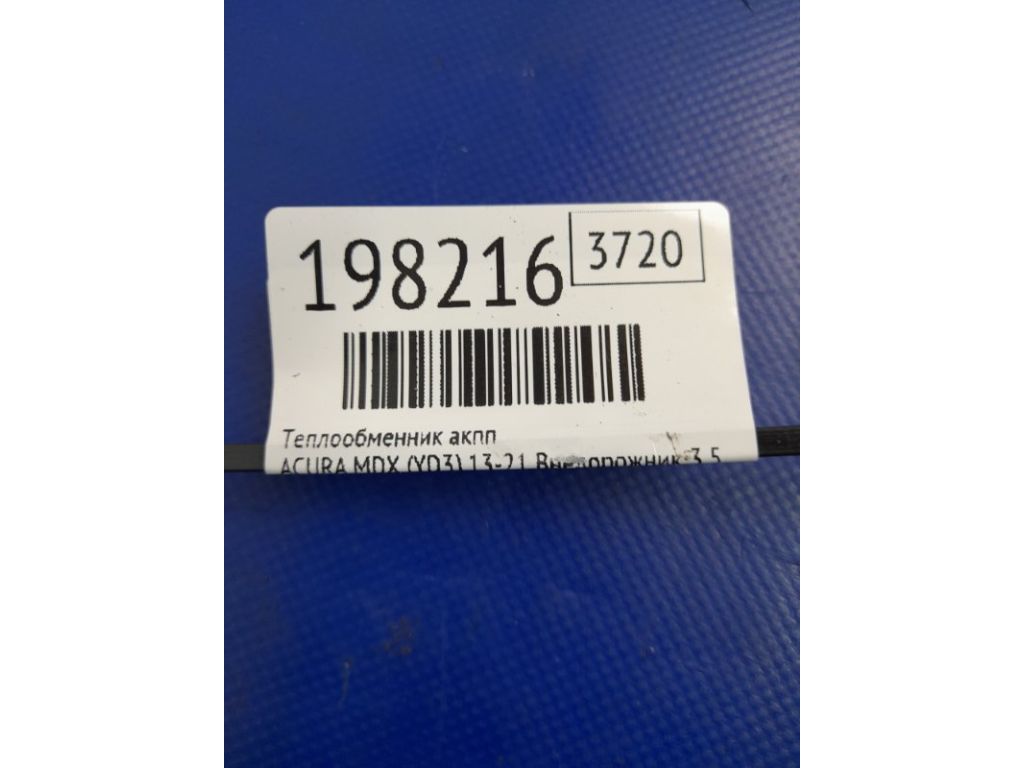 198216
3720
Теплообменник акпп
ACURA MDX (YD3) 13-21 Внедорожник 3.5